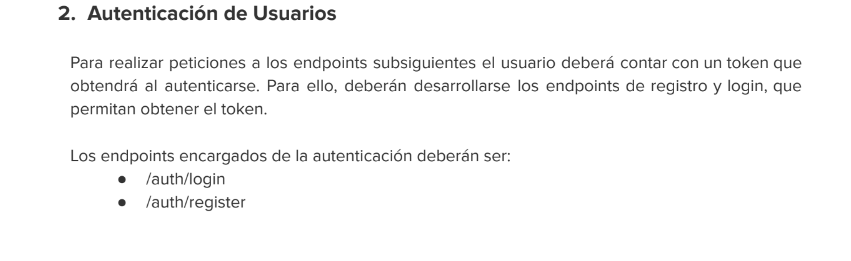 2. Autenticación de Usuarios
Para realizar peticiones a los endpoints subsiguientes el usuario deberá contar con un token que
obtendrá al autenticarse. Para ello, deberán desarrollarse los endpoints de registro y login, que
permitan obtener el token.
Los endpoints encargados de la autenticación deberán ser:
● /auth/login
● /auth/register